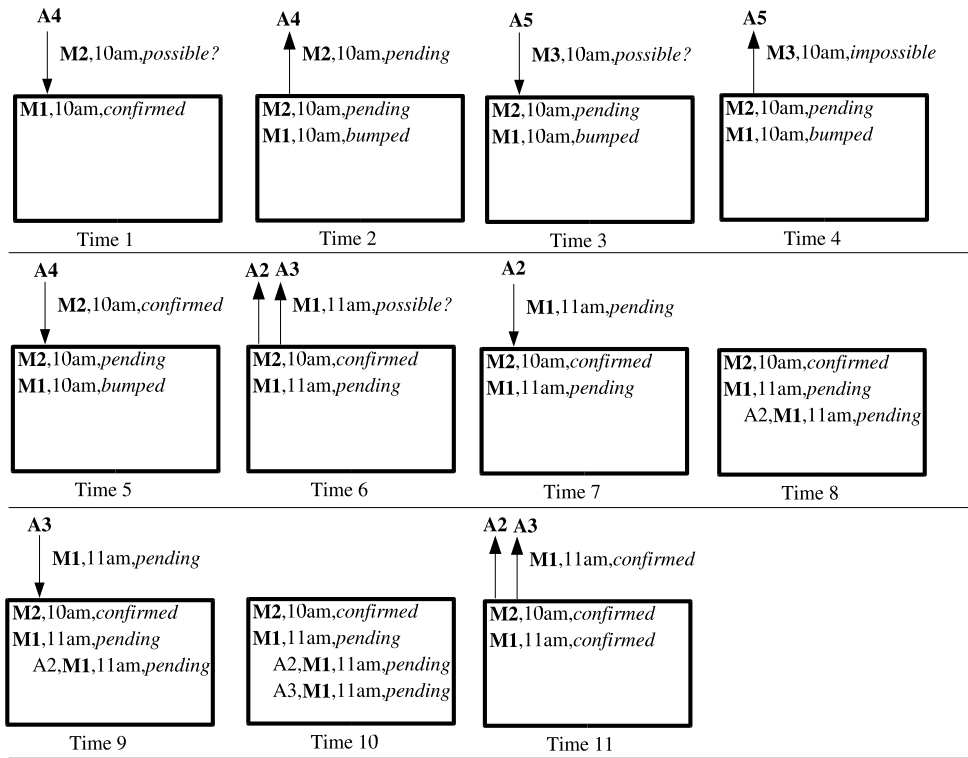 A4
M2,10am,possible?
M1,10am,confirmed
Time 1
A4
M2,10am,pending
M2,10am,pending
M1,10am,bumped
Time 2
A5
M3,10am,possible?
M2,10am,pending
M1,10am,bumped
Time 3
A5
M3,10am,impossible
M2,10am,pending
M1,10am,bumped
Time 4
A4
M2,10am,confirmed
M2,10am,pending
M1,10am,bumped
Time 5
A2 A3
M1,11am,possible?
M2,10am,confirmed
M1,11am,pending
Time 6
A2
M1,11am,pending
M2,10am,confirmed
M1,11am,pending
Time 7
M2,10am,confirmed
M1,11am,pending
A2,M1,11am,pending
Time 8
A3
M1,11am,pending
M2,10am,confirmed
M1,11am,pending
A2,M1,11am,pending
Time 9
M2,10am,confirmed
M1,11am,pending
A2,M1,11am,pending
A3,M1,11am,pending
Time 10
A2 A3
M1,11am,confirmed
M2,10am,confirmed
M1,11am,confirmed
Time 11